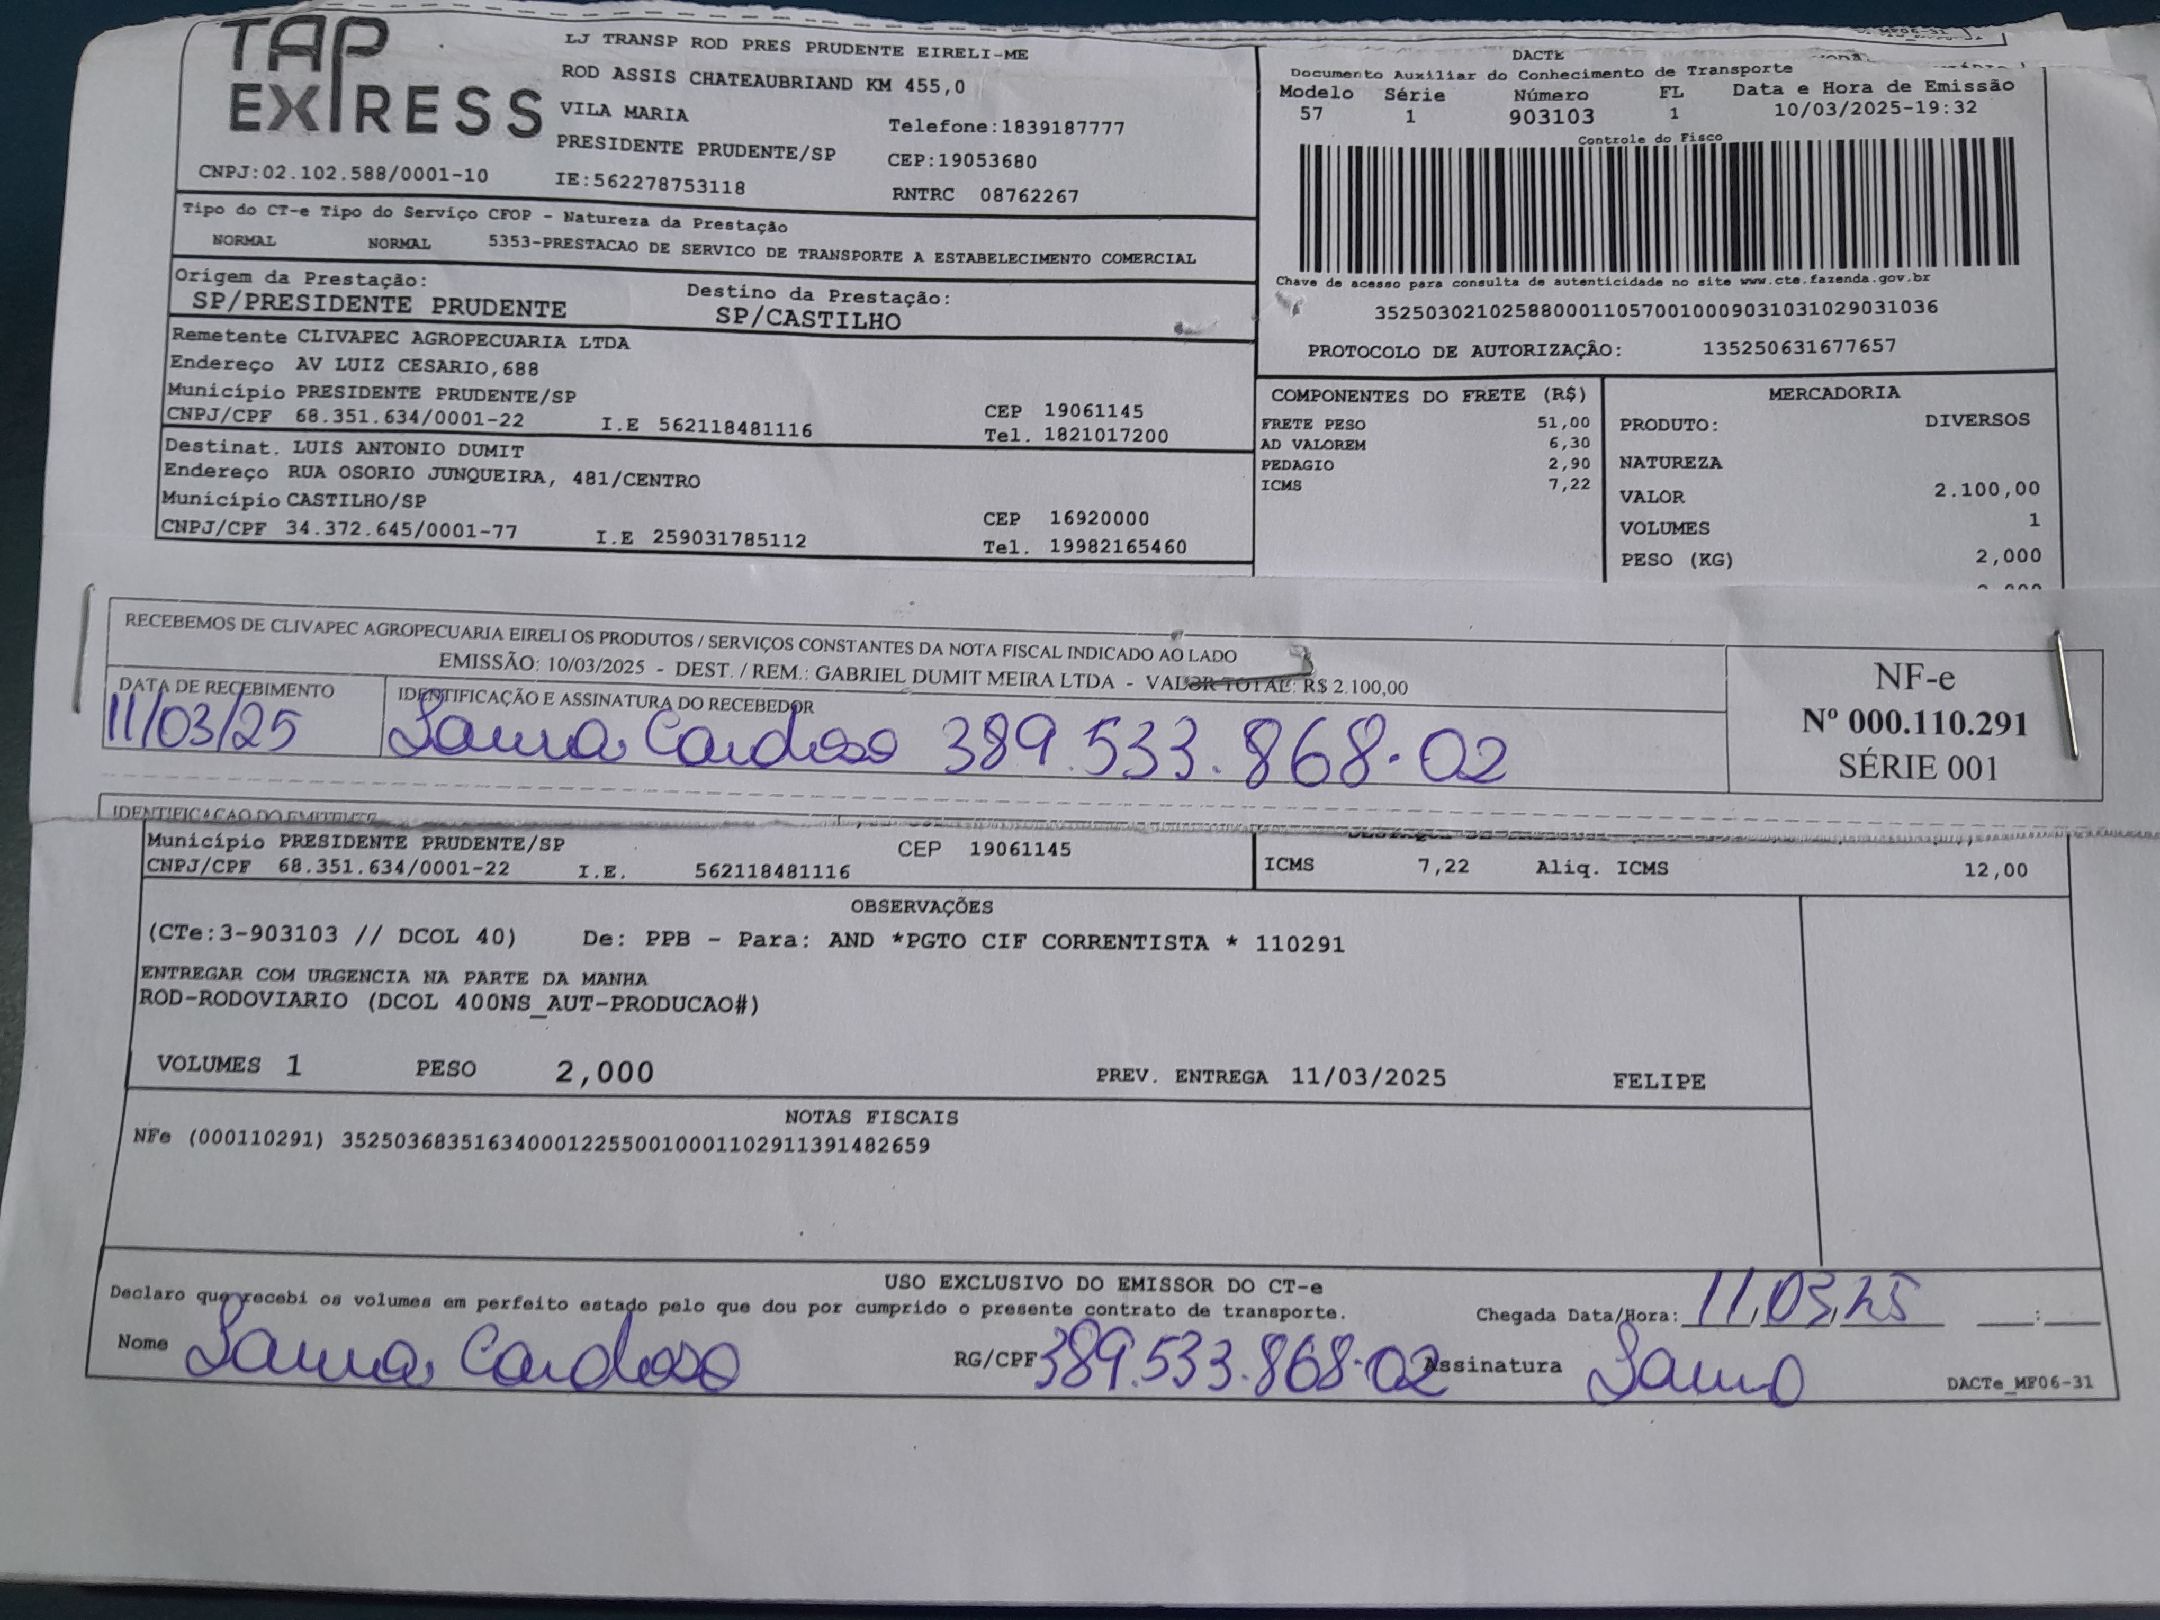 TAP EXPRESS
LJ TRANSP ROD PRES PRUDENTE EIRELI-ME
ROD ASSIS CHATEAUBRIAND KM 455,0
VILA MARIA
Telefone:1839187777
PRESIDENTE PRUDENTE/SP CEP:19053680
CNPJ:02.102.588/0001-10 IE:562278753118 RNTRC 08762267
DACTE
Documento Auxiliar do Conhecimento de Transporte
Modelo Série Número FL Data e Hora de Emissão
57 1 903103 1 10/03/2025-19:32
Controle do Fisco
Chave de acesso para consulta de autenticidade no site www.cte.fazenda.gov.br
35250302102588000110570010009031031029031036
PROTOCOLO DE AUTORIZAÇÃO: 135250631677657
Tipo do CT-e Tipo do Serviço CFOP - Natureza da Prestação
NORMAL NORMAL 5353-PRESTACAO DE SERVICO DE TRANSPORTE A ESTABELECIMENTO COMERCIAL
Origem da Prestação: Destino da Prestação:
SP/PRESIDENTE PRUDENTE SP/CASTILHO
Remetente CLIVAPEC AGROPECUARIA LTDA
Endereço AV LUIZ CESARIO,688
Município PRESIDENTE PRUDENTE/SP CEP 19061145
CNPJ/CPF 68.351.634/0001-22 I.E 562118481116 Tel. 1821017200
Destinat. LUIS ANTONIO DUMIT
Endereço RUA OSORIO JUNQUEIRA, 481/CENTRO
Município CASTILHO/SP CEP 16920000
CNPJ/CPF 34.372.645/0001-77 I.E 259031785112 Tel. 19982165460
COMPONENTES DO FRETE (R$)
FRETE PESO 51,00
AD VALOREM 6,30
PEDAGIO 2,90
ICMS 7,22
MERCADORIA
PRODUTO: DIVERSOS
NATUREZA
VALOR 2.100,00
VOLUMES 1
PESO (KG) 2,000
RECEBEMOS DE CLIVAPEC AGROPECUARIA EIRELI OS PRODUTOS / SERVIÇOS CONSTANTES DA NOTA FISCAL INDICADO AO LADO
EMISSÃO: 10/03/2025 - DEST. / REM.: GABRIEL DUMIT MEIRA LTDA - VALOR TOTAL: R$ 2.100,00
DATA DE RECEBIMENTO IDENTIFICAÇÃO E ASSINATURA DO RECEBEDOR
11/03/25 Laura Cardoso 389.533.868-02
NF-e
Nº 000.110.291
SÉRIE 001
IDENTIFICAÇÃO DO EMITENTE
Município PRESIDENTE PRUDENTE/SP CEP 19061145
CNPJ/CPF 68.351.634/0001-22 I.E. 562118481116
ICMS 7,22 Aliq. ICMS 12,00
OBSERVAÇÕES
(CTe:3-903103 // DCOL 40) De: PPB - Para: AND *PGTO CIF CORRENTISTA * 110291
ENTREGAR COM URGENCIA NA PARTE DA MANHA
ROD-RODOVIARIO (DCOL 400NS_AUT-PRODUCAO#)
VOLUMES 1 PESO 2,000 PREV. ENTREGA 11/03/2025 FELIPE
NOTAS FISCAIS
NFe (000110291) 35250368351634000122550010001102911391482659
USO EXCLUSIVO DO EMISSOR DO CT-e
Declaro que recebi os volumes em perfeito estado pelo que dou por cumprido o presente contrato de transporte. Chegada Data/Hora: 11,03,25 :
Nome Laura Cardoso RG/CPF 389.533.868-02 Assinatura Laura
DACTe_MF06-31